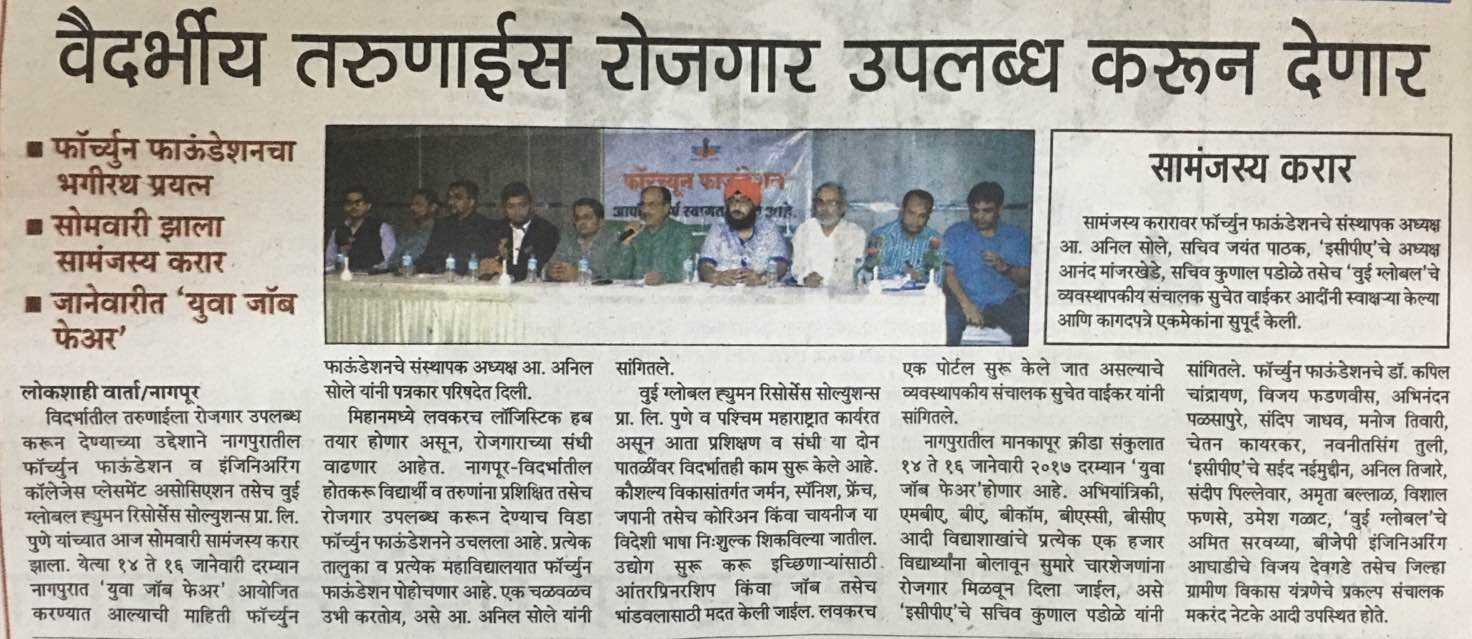 वैदर्भीय तरुणाईस रोजगार उपलब्ध करून देणार
■ फॉर्च्युन फाऊंडेशनचा
भगीरथ प्रयत्न
■ सोमवारी झाला
सामंजस्य करार
■ जानेवारीत ‘युवा जॉब
फेअर’
फॉरच्यून फाऊंडेशन
स्वागत आहे.
सामंजस्य करार
सामंजस्य करारावर फॉर्च्युन फाऊंडेशनचे संस्थापक अध्यक्ष
आ. अनिल सोले, सचिव जयंत पाठक, ‘इसीपीए’चे अध्यक्ष
आनंद मांजरखेडे, सचिव कुणाल पडोळे तसेच ‘वुई ग्लोबल’चे
व्यवस्थापकीय संचालक सुचेत वाईकर आदींनी स्वाक्षऱ्या केल्या
आणि कागदपत्रे एकमेकांना सुपूर्द केली.
लोकशाही वार्ता/नागपूर
विदर्भातील तरुणाईला रोजगार उपलब्ध
करून देण्याच्या उद्देशाने नागपुरातील
फॉर्च्युन फाऊंडेशन व इंजिनिअरिंग
कॉलेजेस प्लेसमेंट असोसिएशन तसेच वुई
ग्लोबल ह्युमन रिसोर्सेस सोल्युशन्स प्रा. लि.
पुणे यांच्यात आज सोमवारी सामंजस्य करार
झाला. येत्या १४ ते १६ जानेवारी दरम्यान
नागपुरात ‘युवा जॉब फेअर’ आयोजित
करण्यात आल्याची माहिती फॉर्च्युन
फाऊंडेशनचे संस्थापक अध्यक्ष आ. अनिल
सोले यांनी पत्रकार परिषदेत दिली.
मिहानमध्ये लवकरच लॉजिस्टिक हब
तयार होणार असून, रोजगाराच्या संधी
वाढणार आहेत. नागपूर-विदर्भातील
होतकरू विद्यार्थी व तरुणांना प्रशिक्षित तसेच
रोजगार उपलब्ध करून देण्याच विडा
फॉर्च्युन फाऊंडेशनने उचलला आहे. प्रत्येक
तालुका व प्रत्येक महाविद्यालयात फॉर्च्युन
फाऊंडेशन पोहोचणार आहे. एक चळवळच
उभी करतोय, असे आ. अनिल सोले यांनी
सांगितले.
वुई ग्लोबल ह्युमन रिसोर्सेस सोल्युशन्स
प्रा. लि. पुणे व पश्चिम महाराष्ट्रात कार्यरत
असून आता प्रशिक्षण व संधी या दोन
पातळींवर विदर्भातही काम सुरू केले आहे.
कौशल्य विकासांतर्गत जर्मन, स्पॅनिश, फ्रेंच,
जपानी तसेच कोरिअन किंवा चायनीज या
विदेशी भाषा निःशुल्क शिकविल्या जातील.
उद्योग सुरू करू इच्छिणाऱ्यांसाठी
आंतरप्रिनरशिप किंवा जॉब तसेच
भांडवलासाठी मदत केली जाईल. लवकरच
एक पोर्टल सुरू केले जात असल्याचे
व्यवस्थापकीय संचालक सुचेत वाईकर यांनी
सांगितले.
नागपुरातील मानकापूर क्रीडा संकुलात
१४ ते १६ जानेवारी २०१७ दरम्यान ‘युवा
जॉब फेअर’होणार आहे. अभियांत्रिकी,
एमबीए, बीए, बीकॉम, बीएस्सी, बीसीए
आदी विद्याशाखांचे प्रत्येक एक हजार
विद्यार्थ्यांना बोलावून सुमारे चारशेजणांना
रोजगार मिळवून दिला जाईल, असे
‘इसीपीए’चे सचिव कुणाल पडोळे यांनी
सांगितले. फॉर्च्युन फाऊंडेशनचे डॉ. कपिल
चांद्रायण, विजय फडणवीस, अभिनंदन
पळसापुरे, संदिप जाधव, मनोज तिवारी,
चेतन कायरकर, नवनीतसिंग तुली,
‘इसीपीए’चे सईद नईमुद्दीन, अनिल तिजारे,
संदीप पिल्लेवार, अमृता बल्लाळ, विशाल
फणसे, उमेश गळाट, ‘वुई ग्लोबल’चे
अमित सरवय्या, बीजेपी इंजिनिअरिंग
आघाडीचे विजय देवगडे तसेच जिल्हा
ग्रामीण विकास यंत्रणेचे प्रकल्प संचालक
मकरंद नेटके आदी उपस्थित होते.